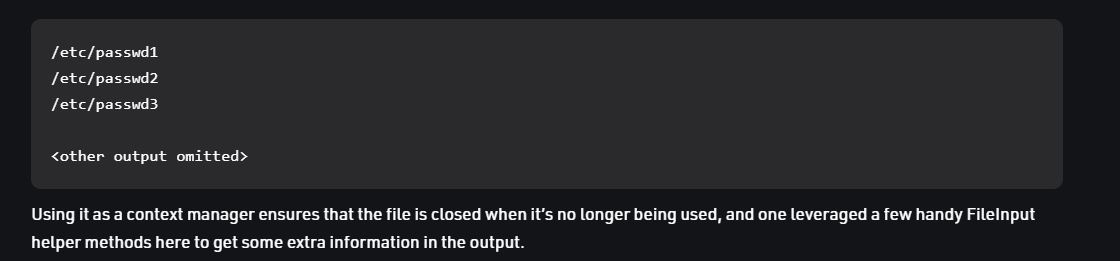 /etc/passwd1
/etc/passwd2
/etc/passwd3
<other output omitted>
Using it as a context manager ensures that the file is closed when it's no longer being used, and one leveraged a few handy FileInput
helper methods here to get some extra information in the output.